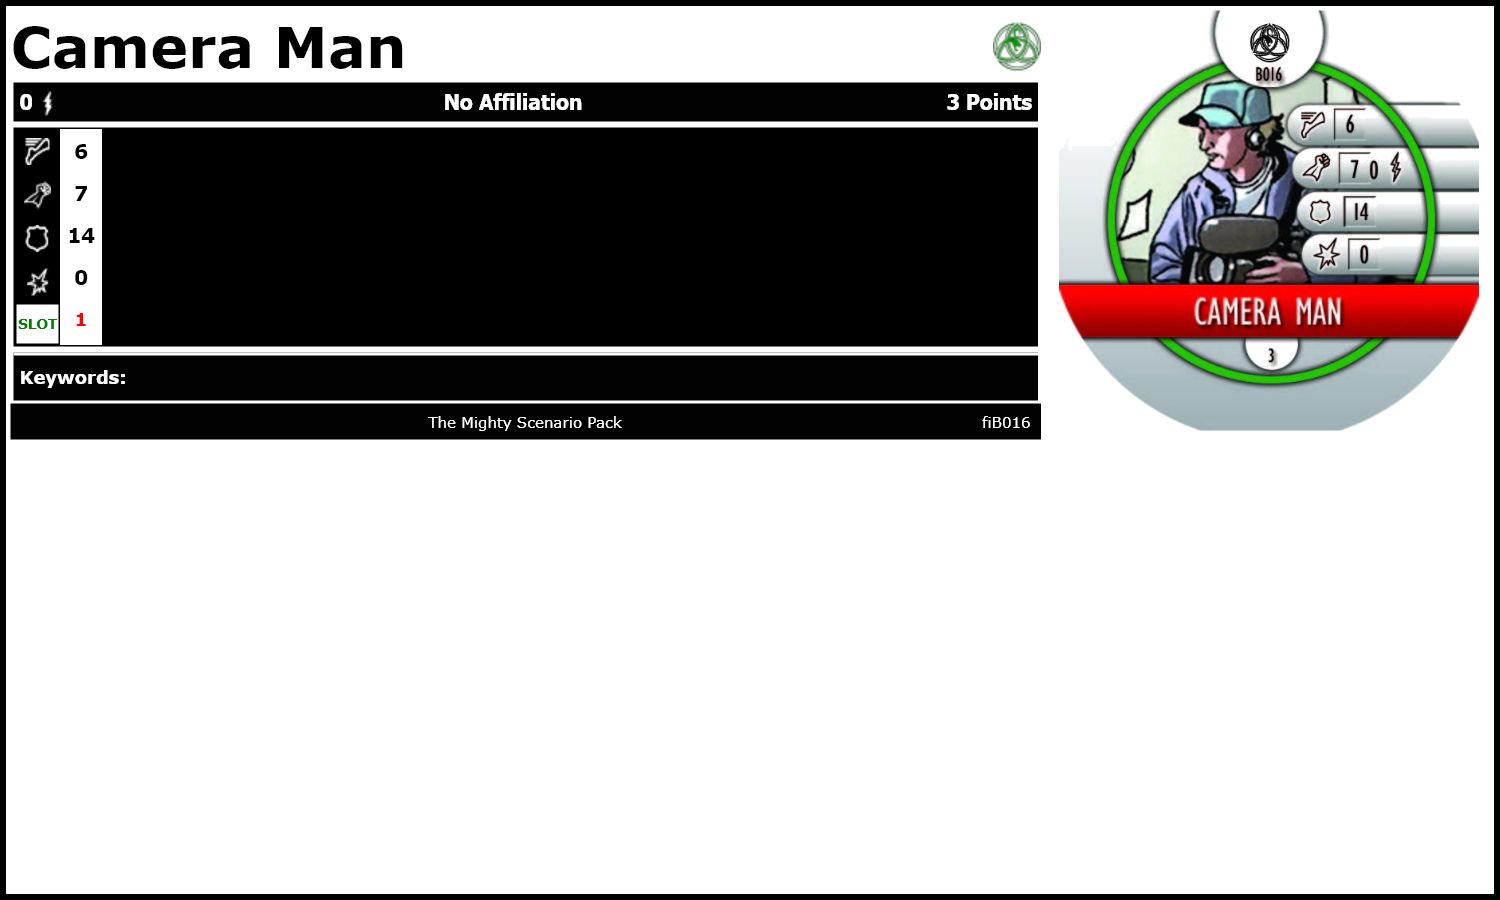 Camera Man
0 No Affiliation 3 Points
6
7
14
0
SLOT 1
Keywords:
The Mighty Scenario Pack fiB016
B016
6
7 0
14
0
CAMERA MAN
3